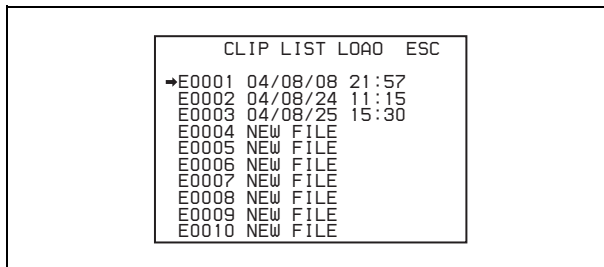 CLIP LIST LOAD ESC
➡E0001 04/08/08 21:57
E0002 04/08/24 11:15
E0003 04/08/25 15:30
E0004 NEW FILE
E0005 NEW FILE
E0006 NEW FILE
E0007 NEW FILE
E0008 NEW FILE
E0009 NEW FILE
E0010 NEW FILE